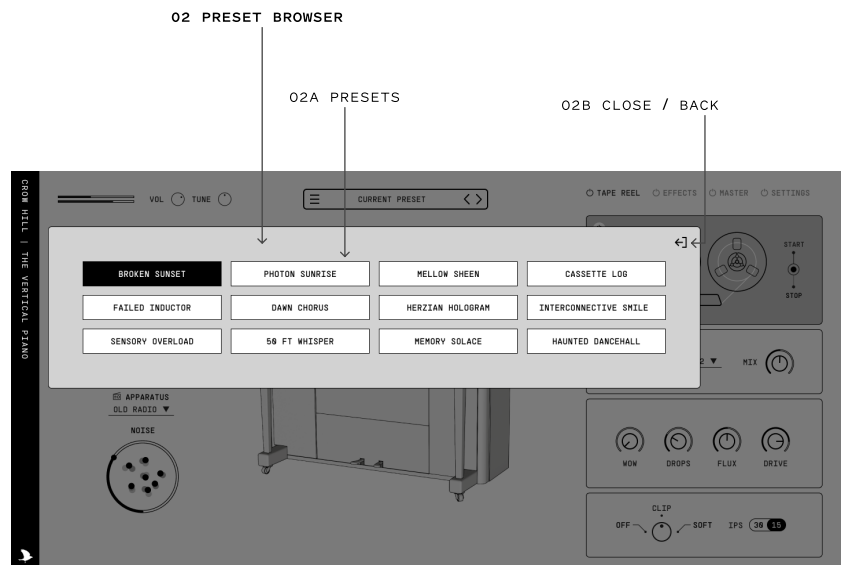 02 PRESET BROWSER
02A PRESETS
02B CLOSE / BACK
CROW HILL | THE VERTICAL PIANO
VOL
TUNE
CURRENT PRESET
TAPE REEL
EFFECTS
MASTER
SETTINGS
START
STOP
BROKEN SUNSET
PHOTON SUNRISE
MELLOW SHEEN
CASSETTE LOG
FAILED INDUCTOR
DAWN CHORUS
HERZIAN HOLOGRAM
INTERCONNECTIVE SMILE
SENSORY OVERLOAD
50 FT WHISPER
MEMORY SOLACE
HAUNTED DANCEHALL
2 ▼
MIX
APPARATUS
OLD RADIO ▼
NOISE
WOW
DROPS
FLUX
DRIVE
CLIP
OFF
SOFT
IPS
30
15